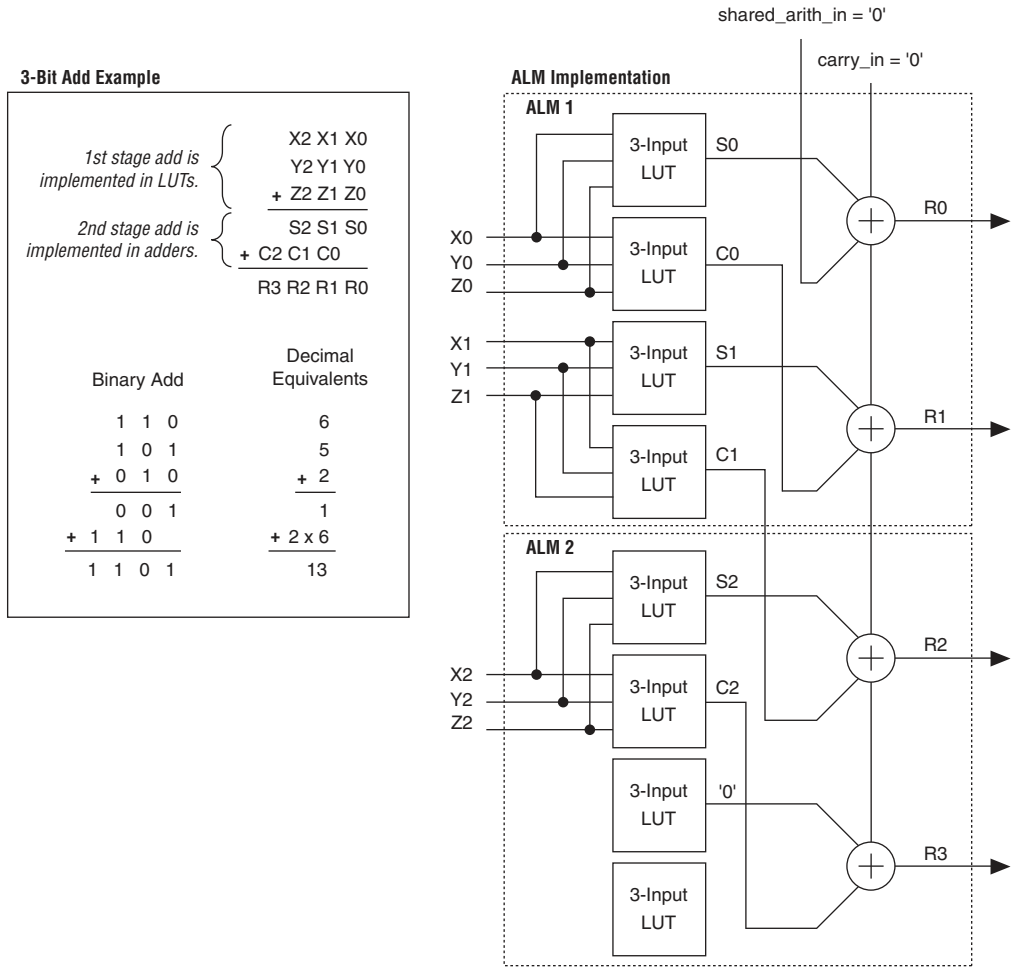 shared_arith_in = '0'
carry_in = '0'
3-Bit Add Example
1st stage add is
implemented in LUTs.
X2 X1 X0
Y2 Y1 Y0
+ Z2 Z1 Z0
2nd stage add is
implemented in adders.
S2 S1 S0
+ C2 C1 C0
R3 R2 R1 R0
Binary Add
1 1 0
1 0 1
+ 0 1 0
0 0 1
+ 1 1 0
1 1 0 1
Decimal
Equivalents
6
5
+ 2
1
+ 2 x 6
13
ALM Implementation
ALM 1
3-Input
LUT
S0
R0
X0
Y0
Z0
3-Input
LUT
C0
X1
Y1
Z1
3-Input
LUT
S1
R1
3-Input
LUT
C1
ALM 2
3-Input
LUT
S2
R2
X2
Y2
Z2
3-Input
LUT
C2
3-Input
LUT
'0'
R3
3-Input
LUT